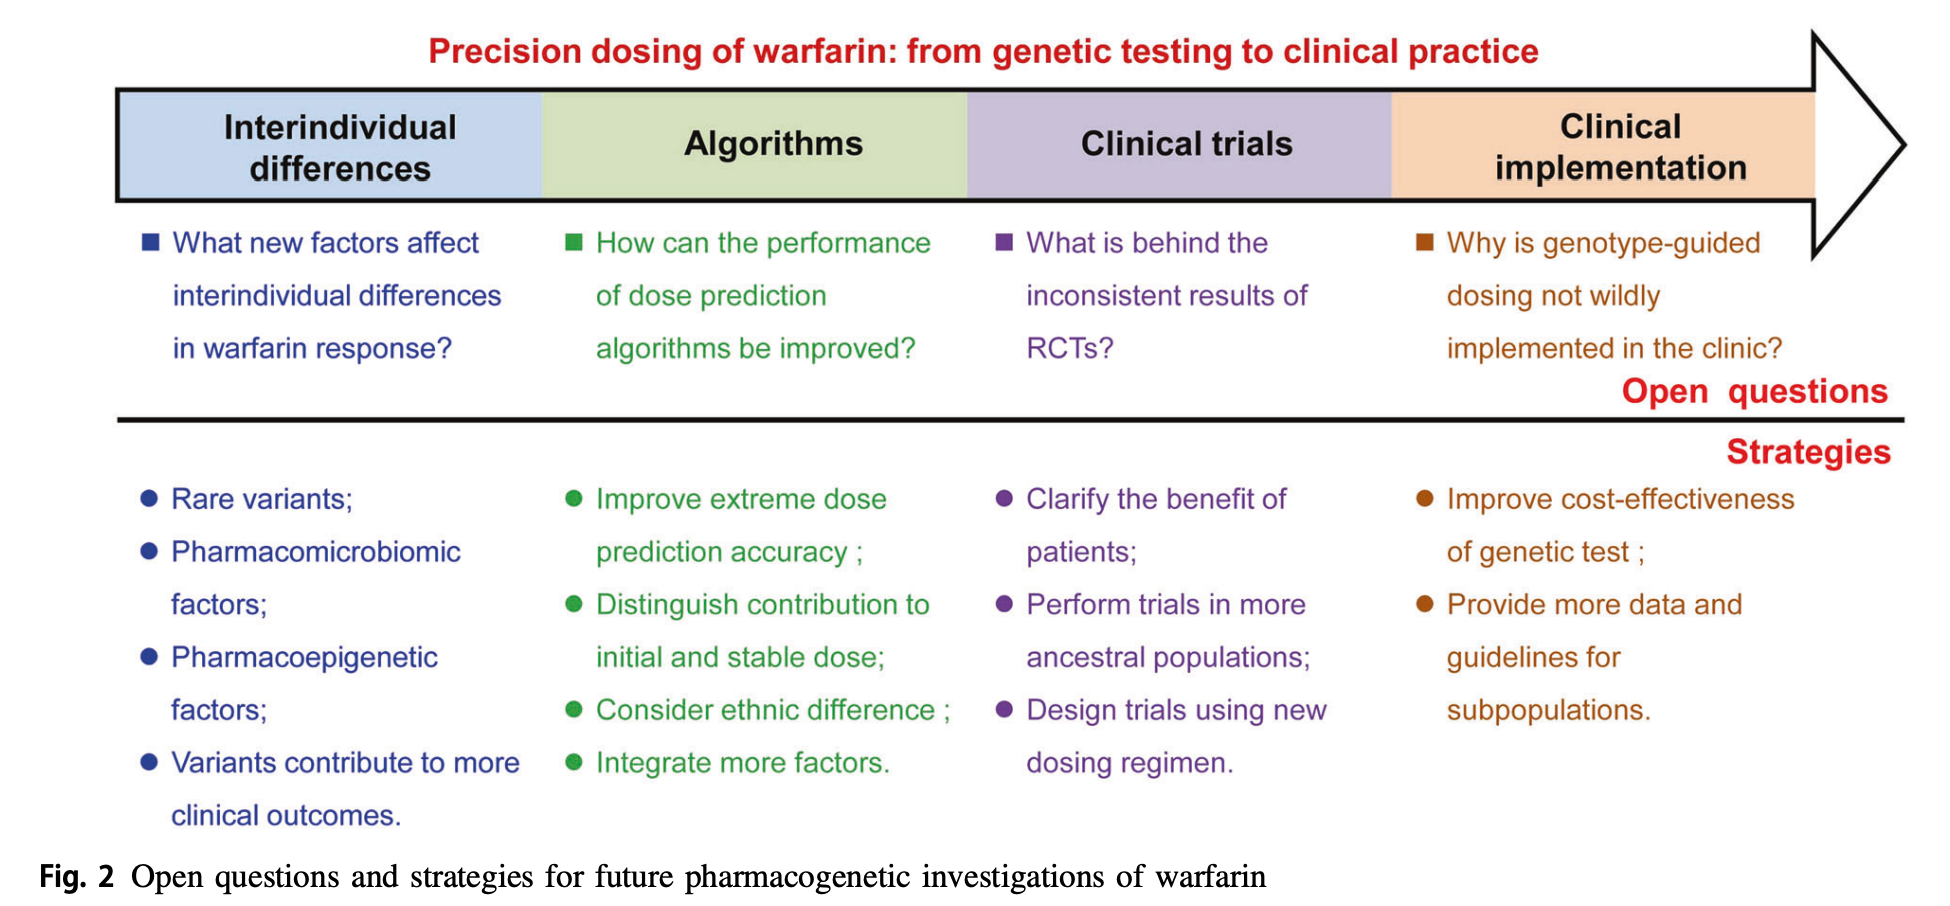 Precision dosing of warfarin: from genetic testing to clinical practice
Interindividual
differences
Algorithms
Clinical trials
Clinical
implementation
■ What new factors affect
interindividual differences
in warfarin response?
■ How can the performance
of dose prediction
algorithms be improved?
■ What is behind the
inconsistent results of
RCTs?
■ Why is genotype-guided
dosing not wildly
implemented in the clinic?
Open questions
Strategies
● Rare variants;
● Pharmacomicrobiomic
factors;
● Pharmacoepigenetic
factors;
● Variants contribute to more
clinical outcomes.
● Improve extreme dose
prediction accuracy ;
● Distinguish contribution to
initial and stable dose;
● Consider ethnic difference ;
● Integrate more factors.
● Clarify the benefit of
patients;
● Perform trials in more
ancestral populations;
● Design trials using new
dosing regimen.
● Improve cost-effectiveness
of genetic test ;
● Provide more data and
guidelines for
subpopulations.
Fig. 2 Open questions and strategies for future pharmacogenetic investigations of warfarin